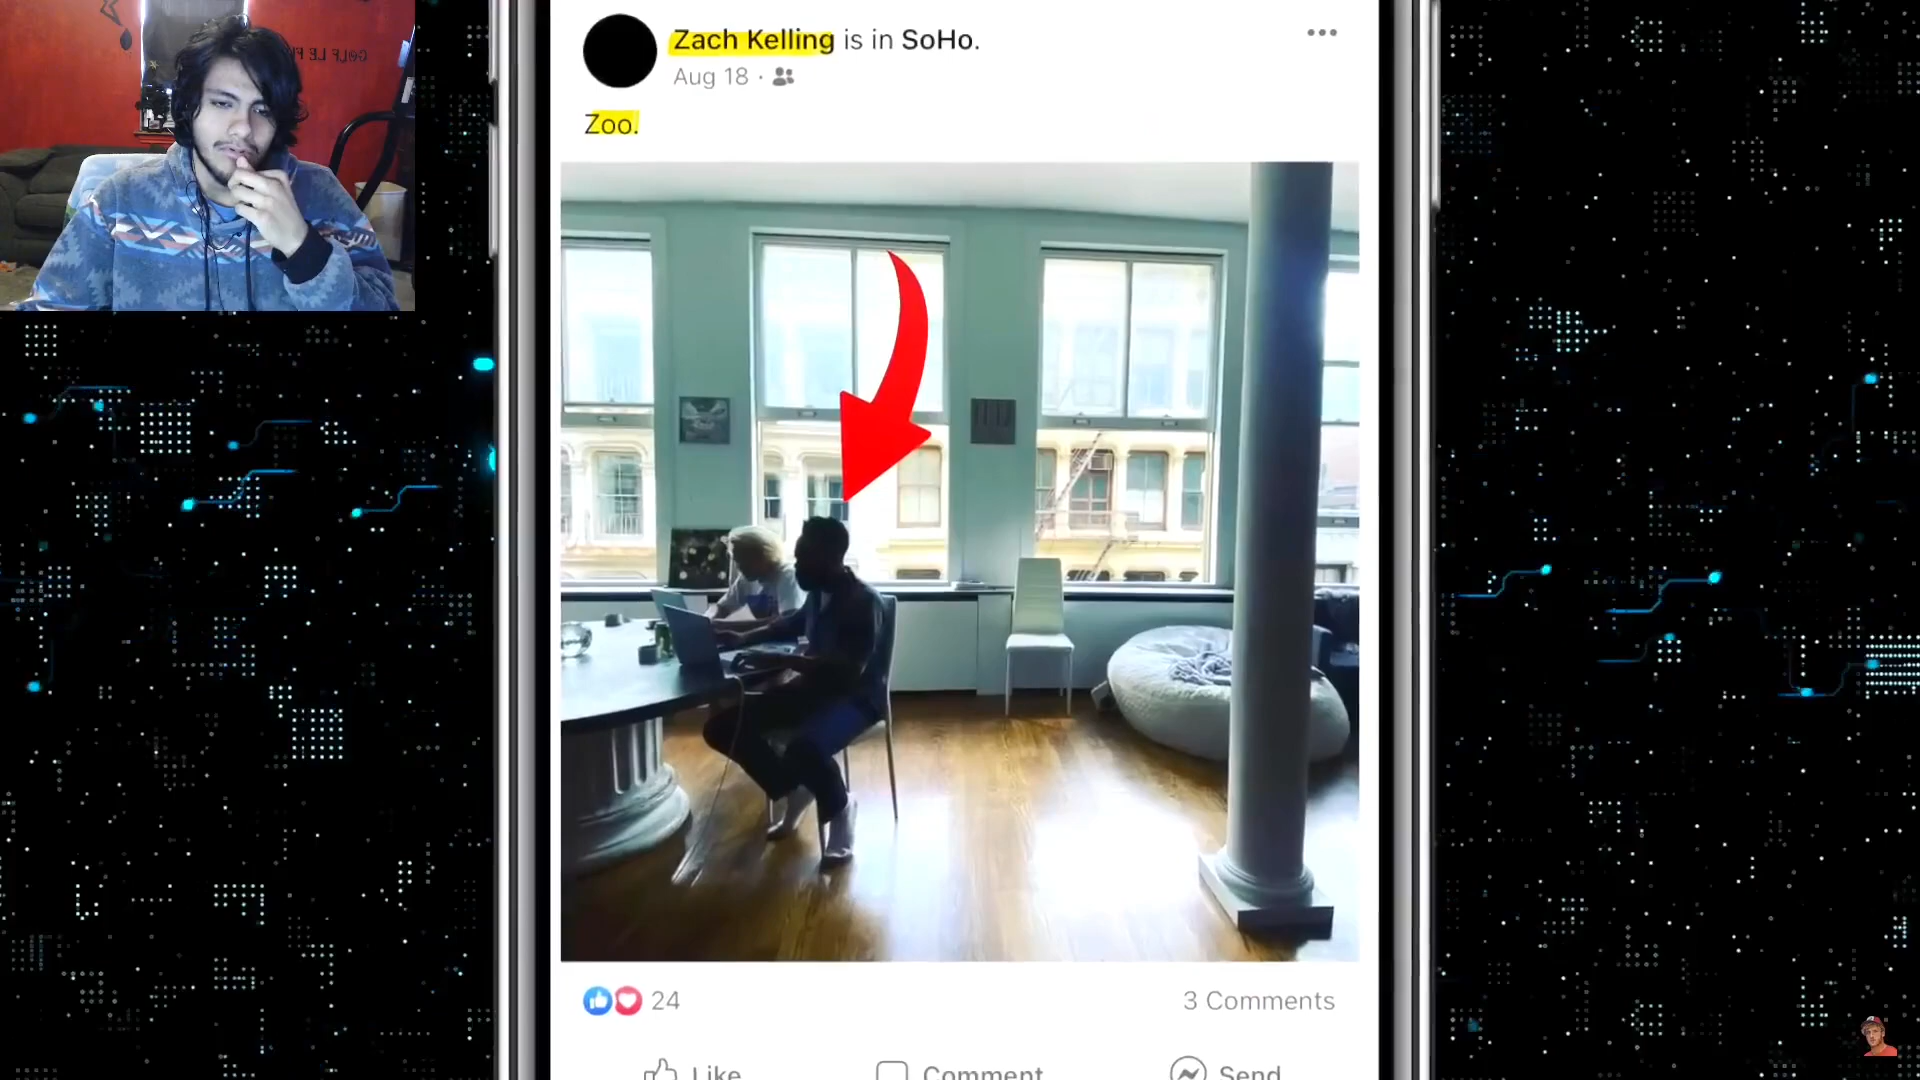 Zach Kelling is in SoHo.
Aug 18 ·
Zoo.
24
3 Comments
Like
Comment
Send